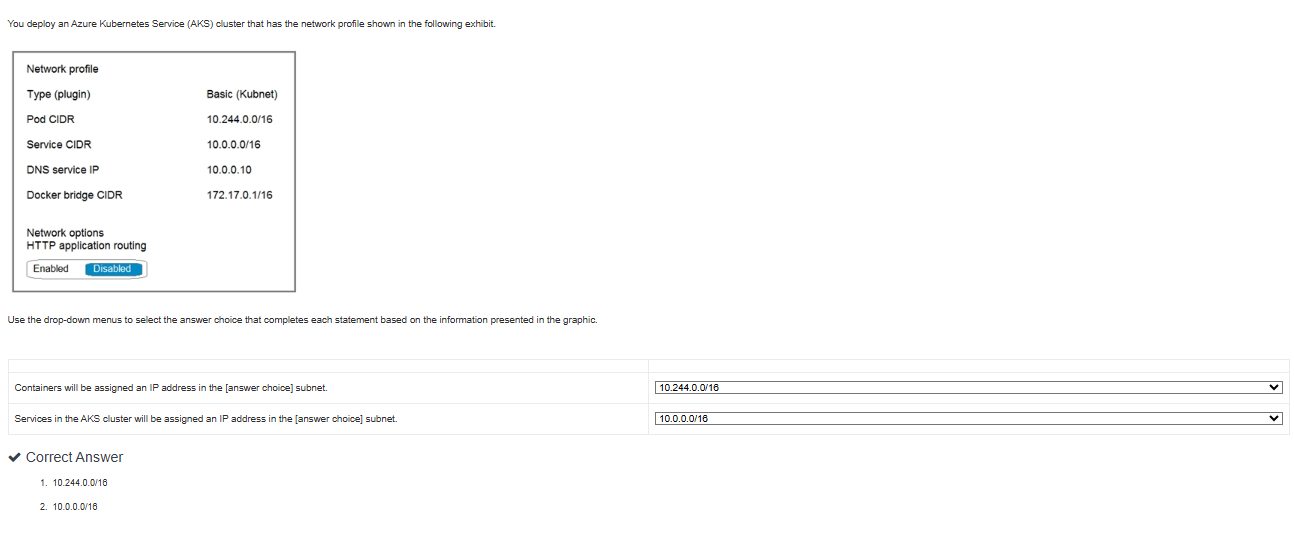 You deploy an Azure Kubernetes Service (AKS) cluster that has the network profile shown in the following exhibit.
Network profile
Type (plugin) Basic (Kubnet)
Pod CIDR 10.244.0.0/16
Service CIDR 10.0.0.0/16
DNS service IP 10.0.0.10
Docker bridge CIDR 172.17.0.1/16
Network options
HTTP application routing
Enabled Disabled
Use the drop-down menus to select the answer choice that completes each statement based on the information presented in the graphic.
Containers will be assigned an IP address in the [answer choice] subnet. 10.244.0.0/16
Services in the AKS cluster will be assigned an IP address in the [answer choice] subnet. 10.0.0.0/16
Correct Answer
1. 10.244.0.0/16
2. 10.0.0.0/16